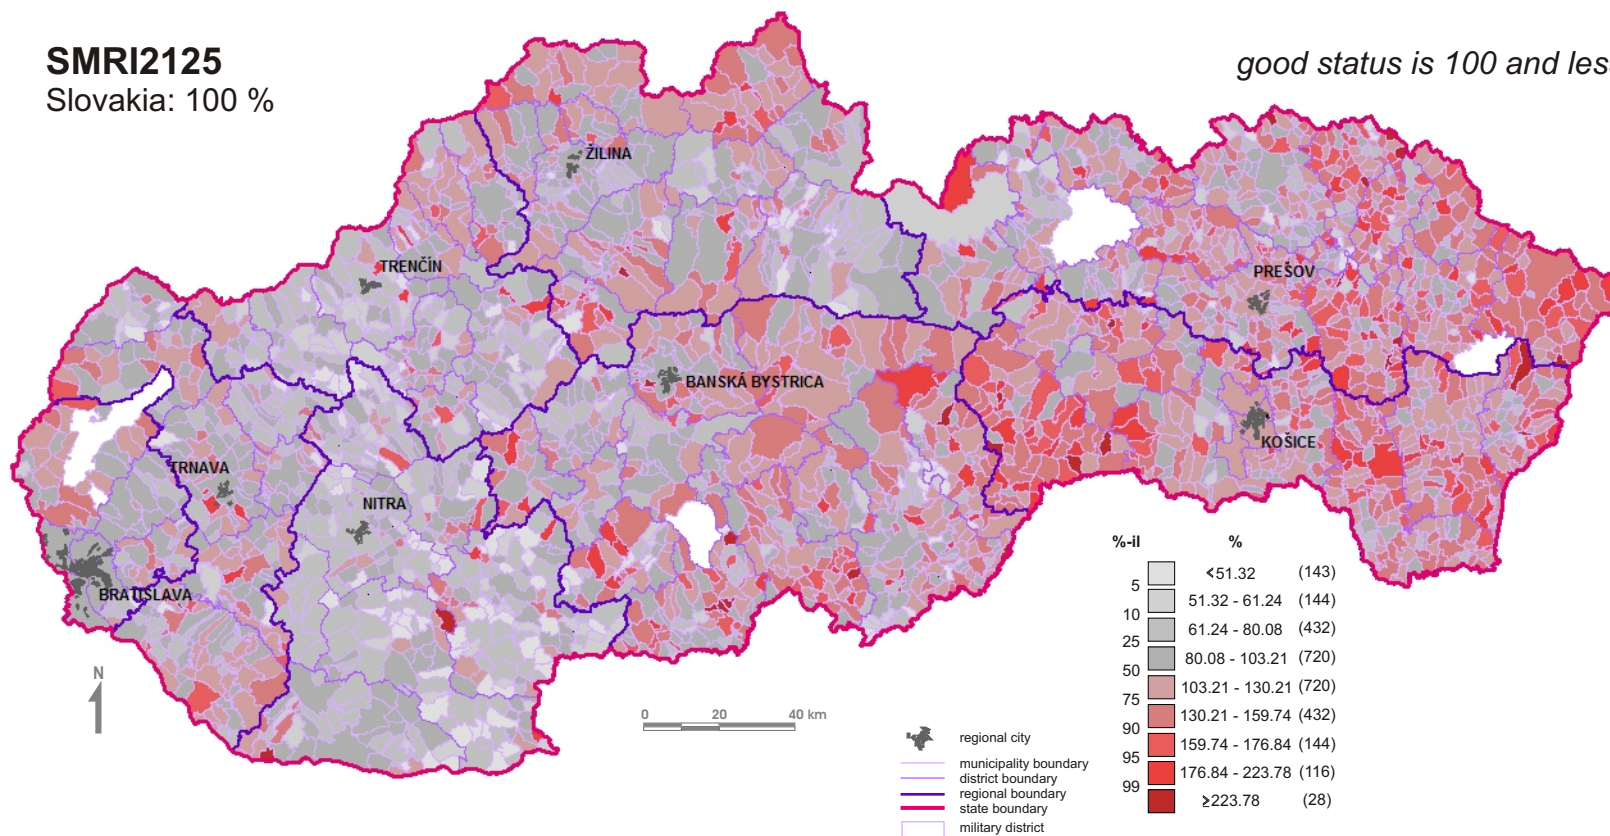 SMRI2125
Slovakia: 100 %
good status is 100 and les
ŽILINA
TRENČÍN
PREŠOV
BANSKÁ BYSTRICA
KOŠICE
TRNAVA
NITRA
BRATISLAVA
N
0 20 40 km
regional city
municipality boundary
district boundary
regional boundary
state boundary
military district
%-il %
<51.32 (143)
5
51.32 - 61.24 (144)
10
61.24 - 80.08 (432)
25
80.08 - 103.21 (720)
50
103.21 - 130.21 (720)
75
130.21 - 159.74 (432)
90
159.74 - 176.84 (144)
95
176.84 - 223.78 (116)
99
≥223.78 (28)